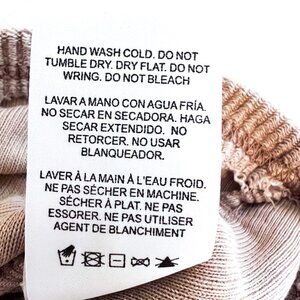 HAND WASH COLD. DO NOT
TUMBLE DRY. DRY FLAT. DO NOT
WRING. DO NOT BLEACH
LAVAR A MANO CON AGUA FRÍA.
NO SECAR EN SECADORA. HAGA
SECAR EXTENDIDO. NO
RETORCER. NO USAR
BLANQUEADOR.
LAVER À LA MAIN À L'EAU FROID.
NE PAS SÉCHER EN MACHINE.
SÉCHER À PLAT. NE PAS
ESSORER. NE PAS UTILISER
AGENT DE BLANCHIMENT